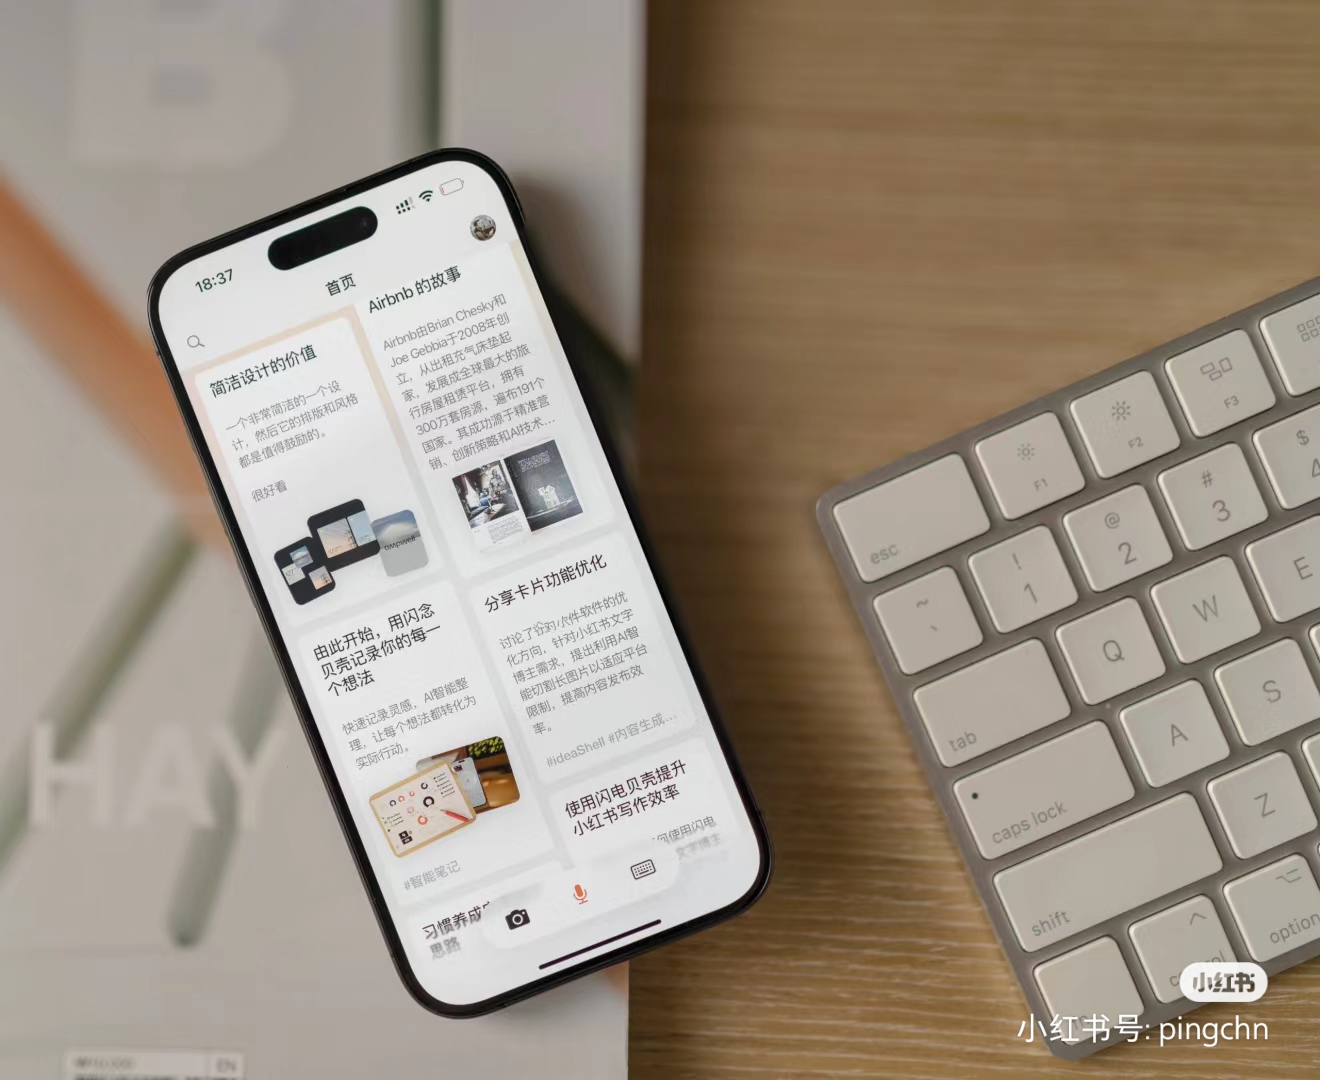 B
HAY
EN
18:37
首页
简洁设计的价值
一个非常简洁的一个设
计，然后它的排版和风格
都是值得鼓励的。
很好看
由此开始，用闪念
贝壳记录你的每一
个想法
快速记录灵感，AI智能整
理，让每个想法都转化为
实际行动。
#智能笔记
习惯养成
思路
Airbnb 的故事
Airbnb由Brian Chesky和
Joe Gebbia于2008年创
立，从出租充气床垫起
家，发展成全球最大的旅
行房屋租赁平台，拥有
300万套房源，遍布191个
国家。其成功源于精准营
销、创新策略和AI技术...
分享卡片功能优化
讨论了软件的优
化方向，针对小红书文字
博主需求，提出利用AI智
能切割长图片以适应平台
限制，提高内容发布效
率。
#ideaShell #内容生成...
使用闪电贝壳提升
小红书写作效率
何使用闪电
文字博主
esc
F1
F2
F3
~
、
!
1
@
2
#
3
$
4
tab
Q
W
E
caps lock
A
S
shift
Z
control
option
小红书
小红书号: pingchn